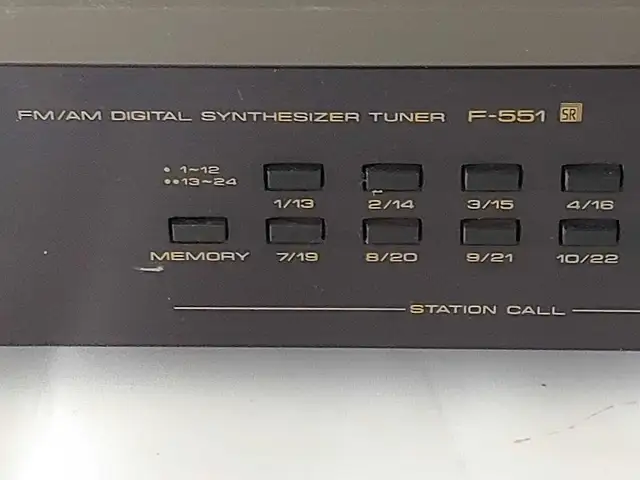 FM/AM DIGITAL SYNTHESIZER TUNER F-551 SR
• 1~12
•• 13~24
1/13 2/14 3/15 4/16
MEMORY 7/19 8/20 9/21 10/22
STATION CALL